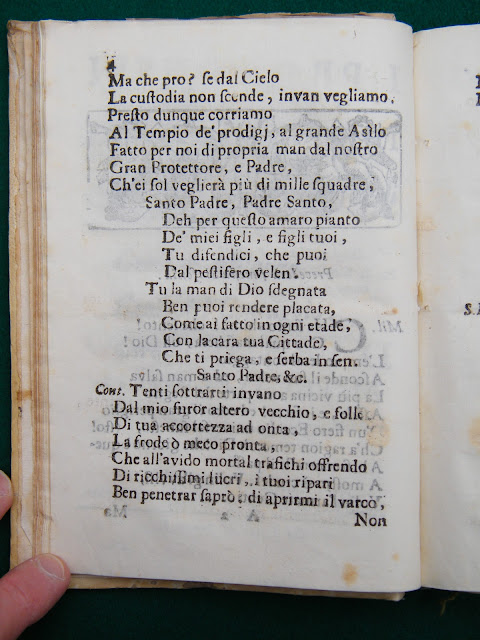 4
Ma che pro? se dal Cielo
La custodia non scende, invan vegliamo.
Presto dunque corriamo
Al Tempio de' prodigj, al grande Asilo
Fatto per noi di propria man dal nostro
Gran Protettore, e Padre,
Ch'ei sol veglierà più di mille squadre,
Santo Padre, Padre Santo,
Deh per questo amaro pianto
De' miei figli, e figli tuoi,
Tu difendici, che puoi
Dal pestifero velen.
Tu la man di Dio sdegnata
Ben puoi rendere placata,
Come ai fatto in ogni etade,
Con la cara tua Cittade,
Che ti priega, e serba in sen.
Santo Padre, &c.
Cont. Tenti sottrarti invano
Dal mio furor altero vecchio, e folle
Di tua accortezza ad onta,
La frode ò meco pronta,
Che all'avido mortal trafichi offrendo
Di ricchissimi lucri, i tuoi ripari
Ben penetrar saprò: di aprirmi il varco,
Non